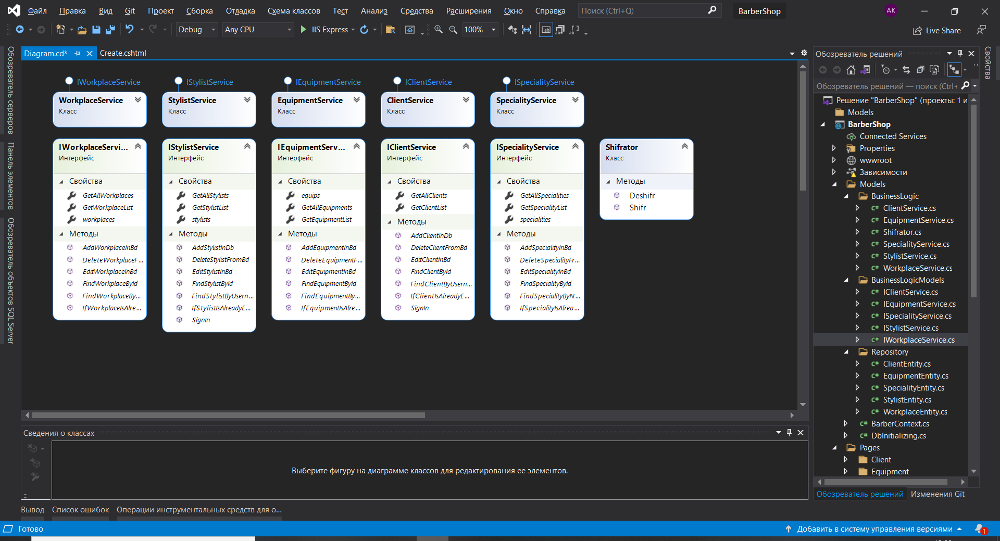 Файл Правка Вид Git Проект Сборка Отладка Схема классов Тест Анализ Средства Расширения Окно Справка Поиск (Ctrl+Q) BarberShop AK
Debug Any CPU IIS Express 100% Live Share
Diagram.cd* Create.cshtml
Обозреватель серверов
Панель элементов
Обозреватель объектов SQL Server
IWorkplaceService IStylistService IEquipmentService IClientService ISpecialityService
WorkplaceService
Класс
StylistService
Класс
EquipmentService
Класс
ClientService
Класс
SpecialityService
Класс
IWorkplaceServi...
Интерфейс
Свойства
GetAllWorkplaces
GetWorkplaceList
workplaces
Методы
AddWorkplaceInBd
DeleteWorkplaceF...
EditWorkplaceInBd
FindWorkplaceById
FindWorkplaceBy...
IfWorkplaceIsAlre...
IStylistService
Интерфейс
Свойства
GetAllStylists
GetStylistList
stylists
Методы
AddStylistInDb
DeleteStylistFromBd
EditStylistInBd
FindStylistById
FindStylistByUsern...
IfStylistIsAlreadyE...
SignIn
IEquipmentServ...
Интерфейс
Свойства
equips
GetAllEquipments
GetEquipmentList
Методы
AddEquipmentInBd
DeleteEquipmentF...
EditEquipmentInBd
FindEquipmentById
FindEquipmentBy...
IfEquipmentIsAlre...
IClientService
Интерфейс
Свойства
GetAllClients
GetClientList
Методы
AddClientInDb
DeleteClientFromBd
EditClientInBd
FindClientById
FindClientByUsern...
IfClientIsAlreadyE...
SignIn
ISpecialityService
Интерфейс
Свойства
GetAllSpecialities
GetSpecialityList
specialities
Методы
AddSpecialityInBd
DeleteSpecialityFr...
EditSpecialityInBd
FindSpecialityById
FindSpecialityByN...
IfSpecialityIsAlrea...
Shifrator
Класс
Методы
Deshifr
Shifr
Сведения о классах
Выберите фигуру на диаграмме классов для редактирования ее элементов.
Вывод Список ошибок Операции инструментальных средств для о...
Обозреватель решений
Обозреватель решений — поиск (Ctrl+
Решение "BarberShop" (проекты: 1 из
Models
BarberShop
Connected Services
Properties
wwwroot
Зависимости
Models
BusinessLogic
C# ClientService.cs
C# EquipmentService.cs
C# Shifrator.cs
C# SpecialityService.cs
C# StylistService.cs
C# WorkplaceService.cs
BusinessLogicModels
C# IClientService.cs
C# IEquipmentService.cs
C# ISpecialityService.cs
C# IStylistService.cs
C# IWorkplaceService.cs
Repository
C# ClientEntity.cs
C# EquipmentEntity.cs
C# SpecialityEntity.cs
C# StylistEntity.cs
C# WorkplaceEntity.cs
C# BarberContext.cs
C# DbInitializing.cs
Pages
Client
Equipment
Обозреватель решений Изменения Git
Свойства
Готово Добавить в систему управления версиями 1